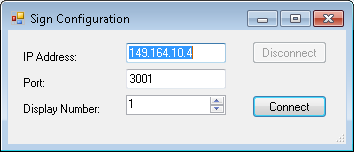 Sign Configuration
IP Address: 149.164.10.4 Disconnect
Port: 3001
Display Number: 1 Connect